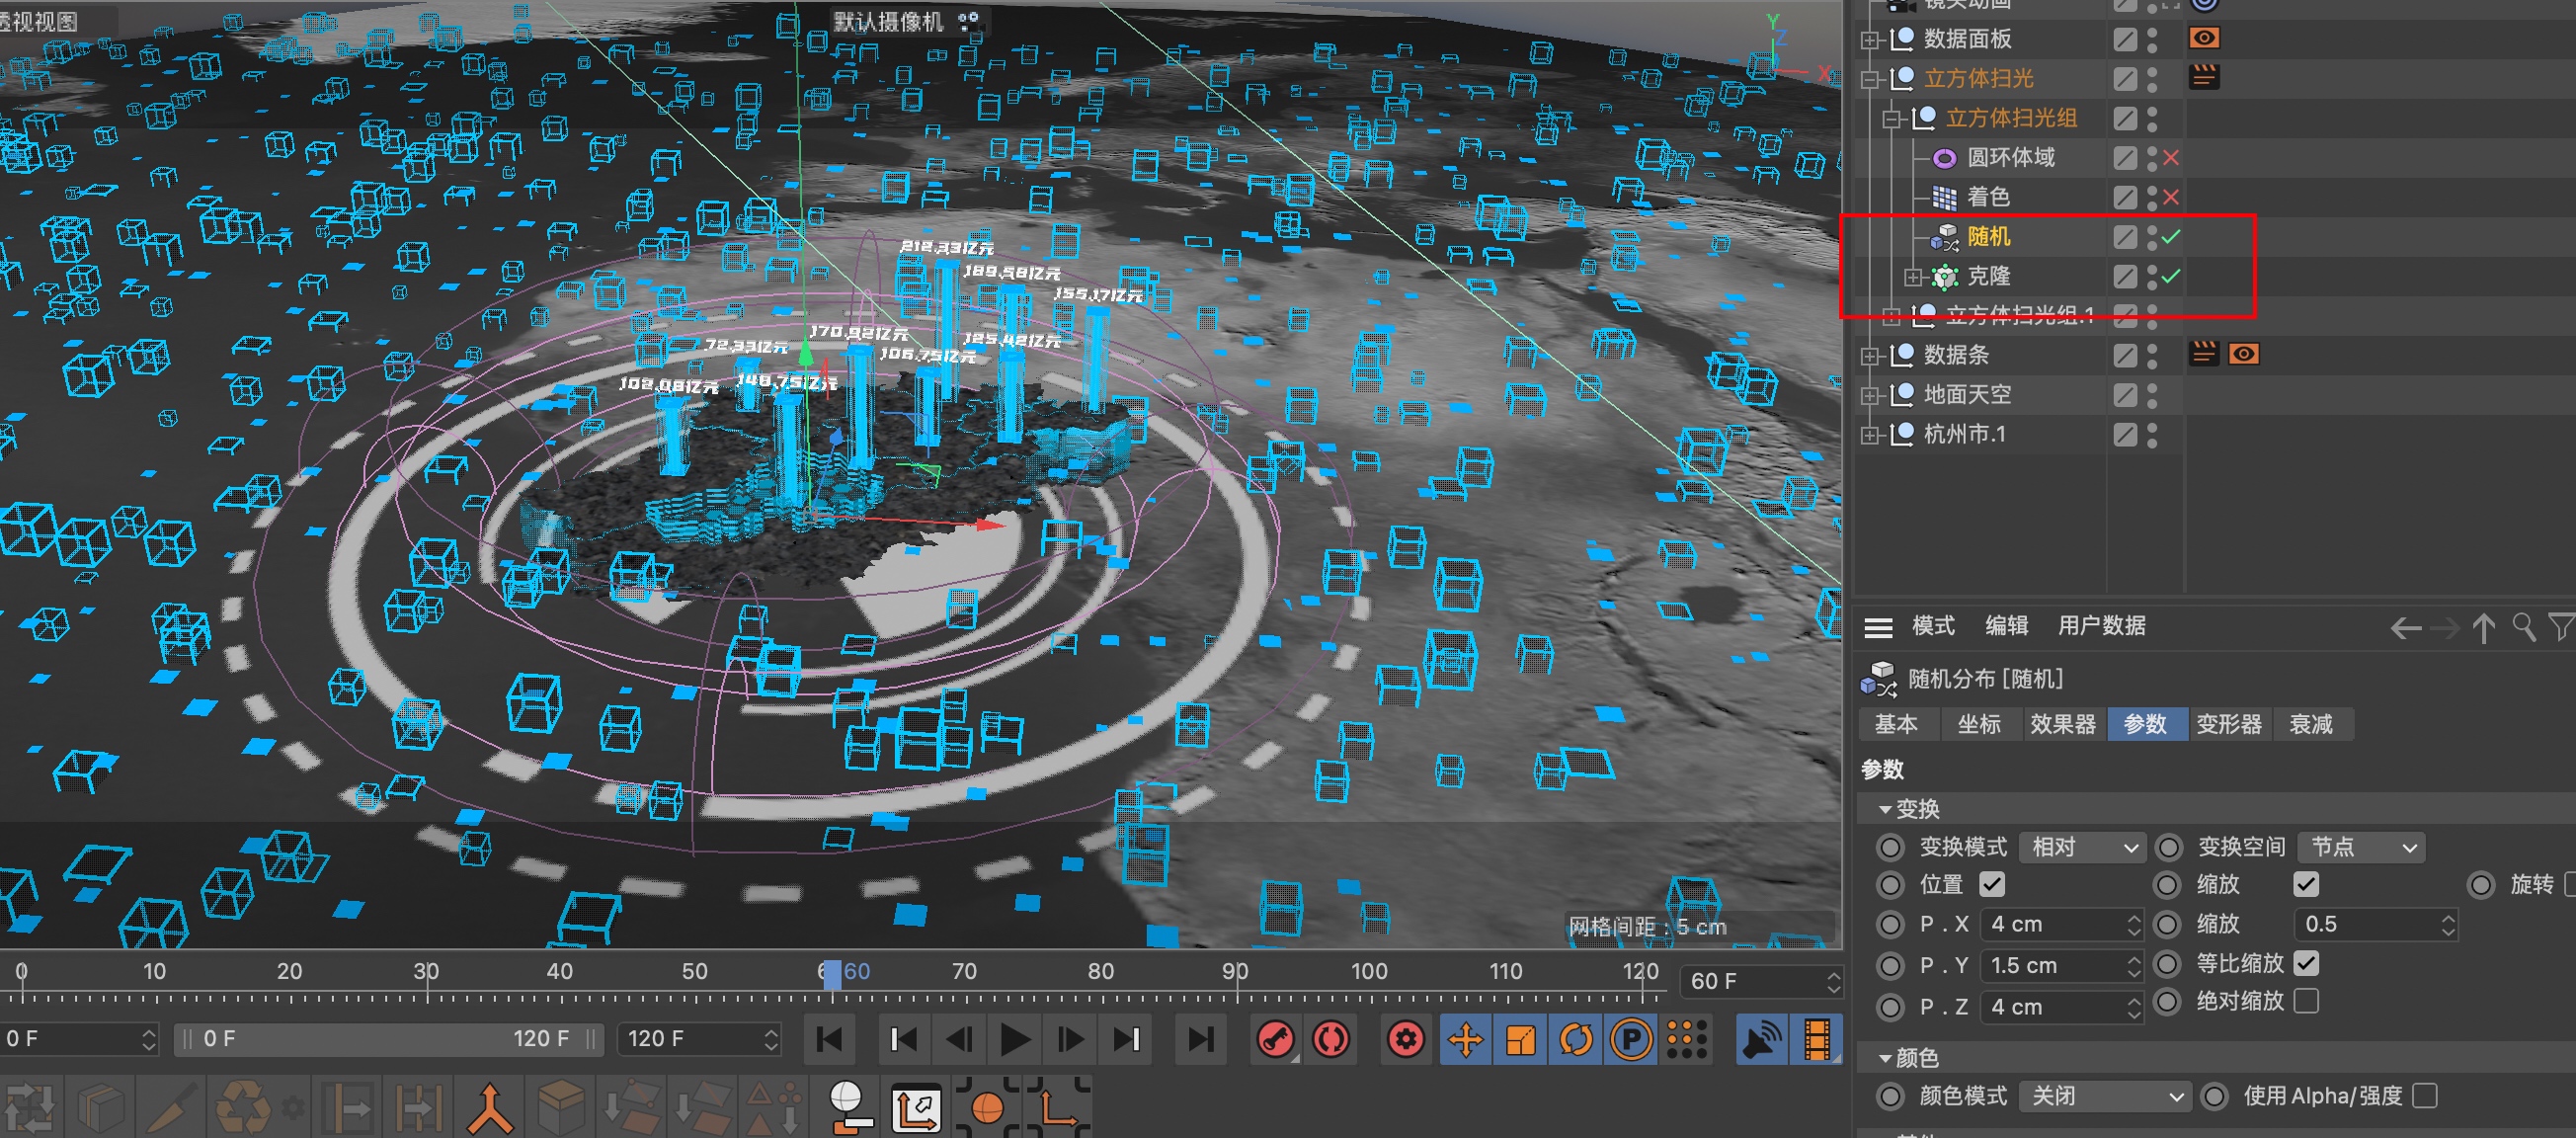 透视视图
默认摄像机
Y
Z
X
212.33亿元
189.58亿元
155.17亿元
170.92亿元
125.42亿元
72.33亿元
106.75亿元
102.08亿元
148.75亿元
网格间距 : 5 cm
镜头动画
数据面板
立方体扫光
立方体扫光组
圆环体域
着色
随机
克隆
立方体扫光组.1
数据条
地面天空
杭州市.1
模式 编辑 用户数据
随机分布 [随机]
基本 坐标 效果器 参数 变形器 衰减
参数
变换
变换模式 相对 变换空间 节点
位置 缩放 旋转
P . X 4 cm 缩放 0.5
P . Y 1.5 cm 等比缩放
P . Z 4 cm 绝对缩放
颜色
颜色模式 关闭 使用Alpha/强度
0 10 20 30 40 50 60 70 80 90 100 110 120 60 F
0 F 0 F 120 F 120 F
P